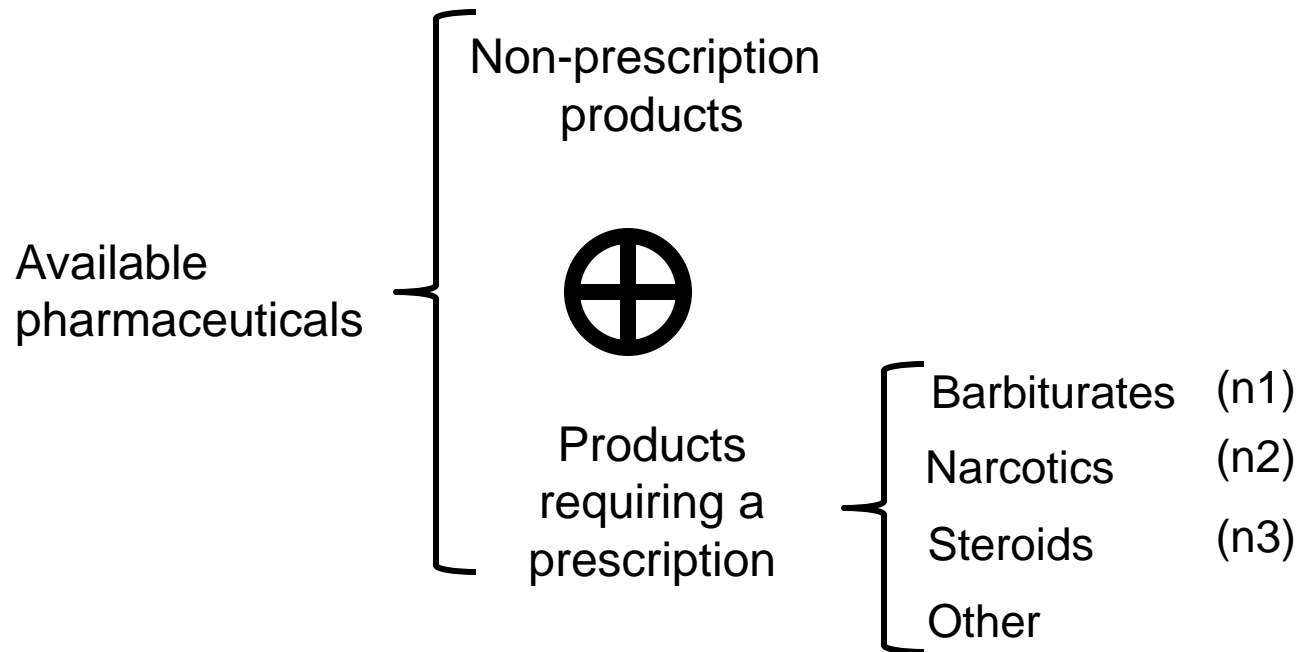 Non-prescription
products
Available
pharmaceuticals
Products
requiring a
prescription
Barbiturates (n1)
Narcotics (n2)
Steroids (n3)
Other